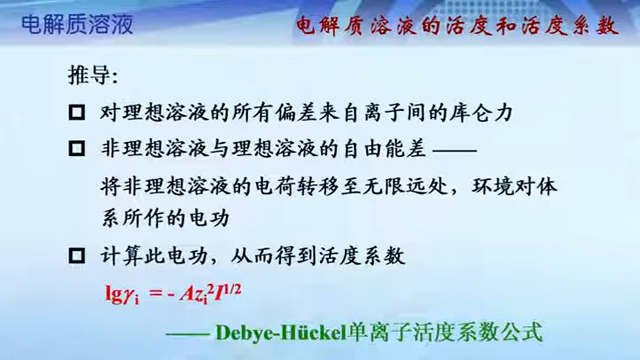 电解质溶液
电解质溶液的活度和活度系数
推导:
对理想溶液的所有偏差来自离子间的库仑力
非理想溶液与理想溶液的自由能差 ——
将非理想溶液的电荷转移至无限远处，环境对体
系所作的电功
计算此电功，从而得到活度系数
lgγᵢ = - Azᵢ²I^{1/2}
—— Debye-Hückel单离子活度系数公式